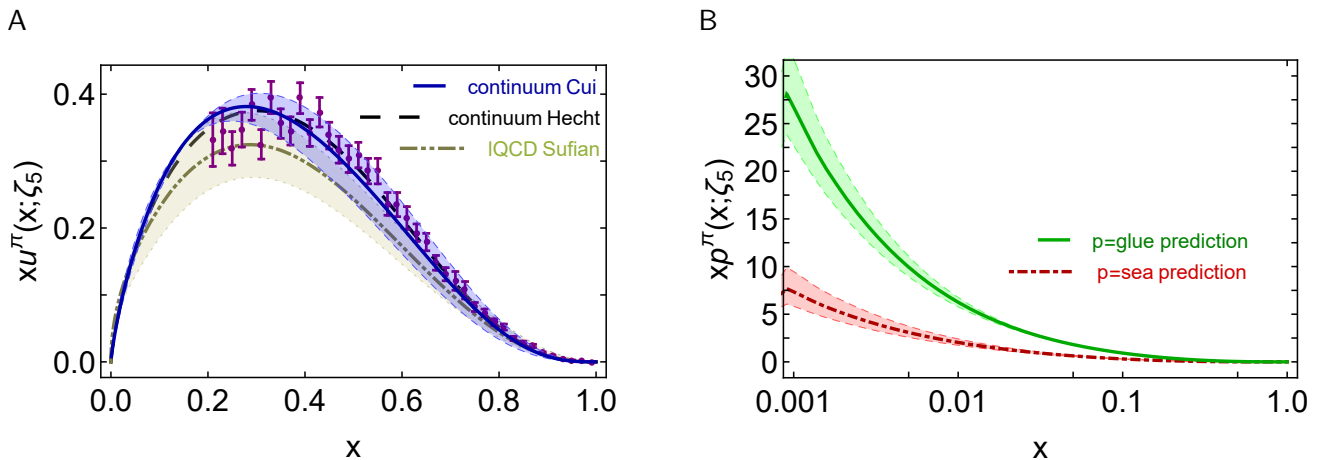 A
B
xu^π(x;ζ_5)
0.4
0.2
0.0
continuum Cui
continuum Hecht
lQCD Sufian
0.0 0.2 0.4 0.6 0.8 1.0
x
xp^π(x;ζ_5)
30
25
20
15
10
5
0
p=glue prediction
p=sea prediction
0.001 0.01 0.1 1.0
x